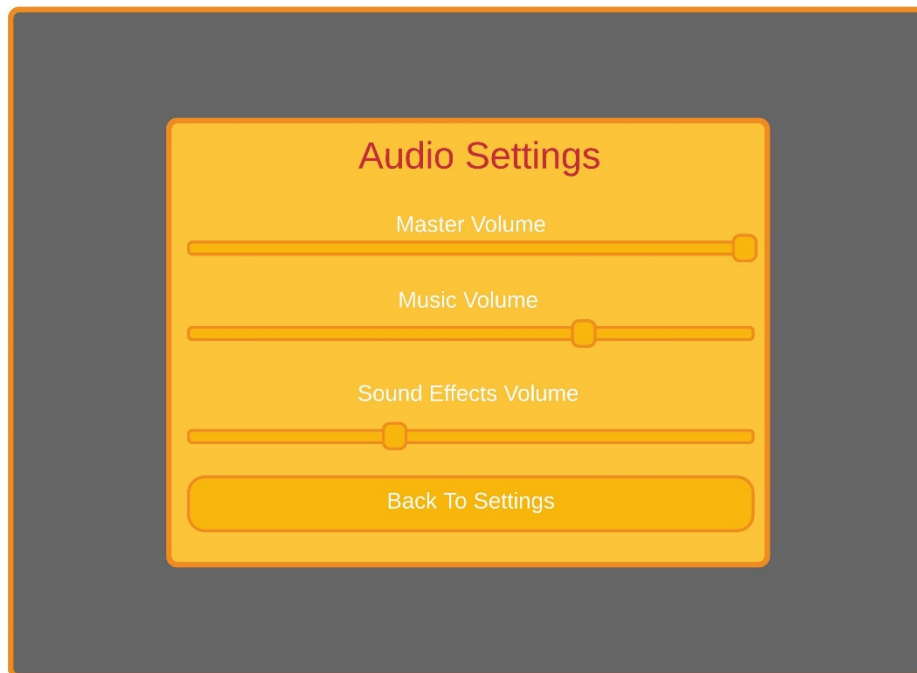 Audio Settings
Master Volume
Music Volume
Sound Effects Volume
Back To Settings